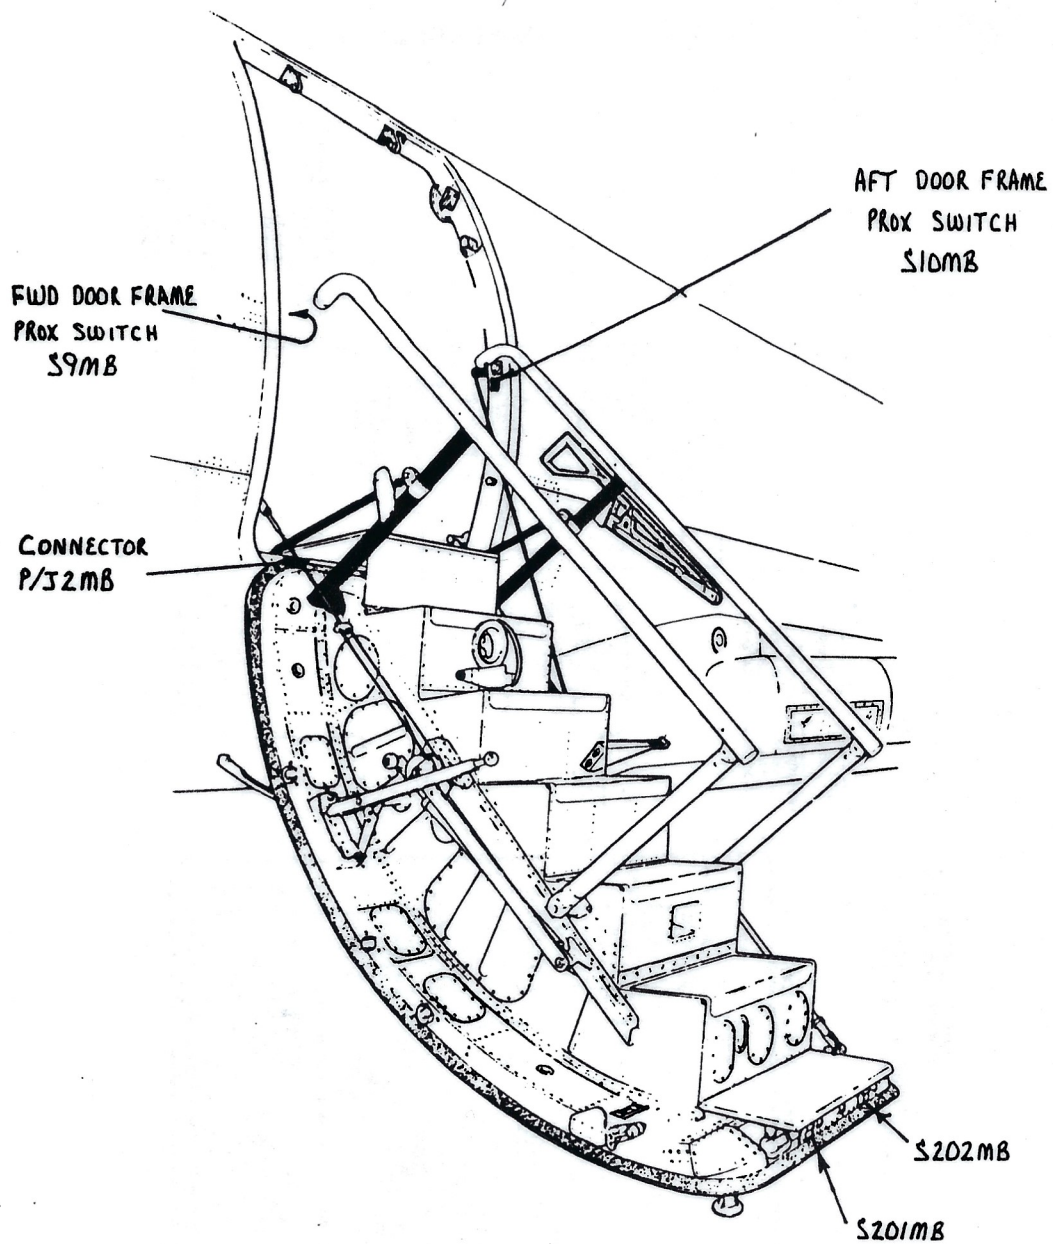 AFT DOOR FRAME
PROX SWITCH
S10MB
FWD DOOR FRAME
PROX SWITCH
S9MB
CONNECTOR
P/J2MB
S202MB
S201MB